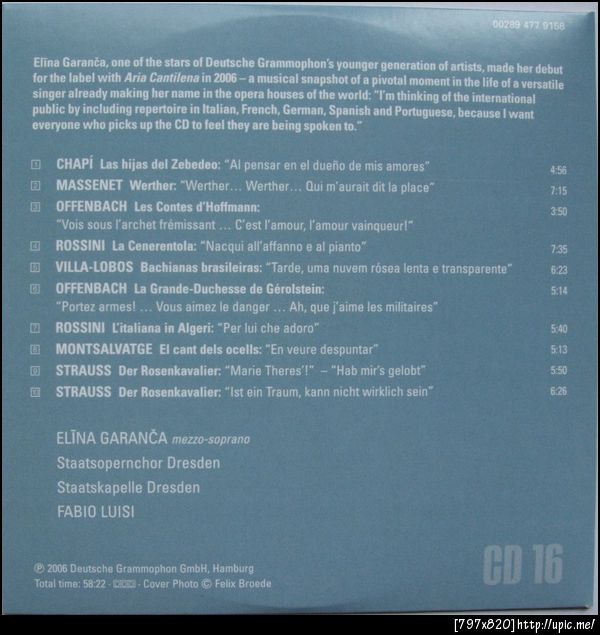 00289 477 9158
Elīna Garanča, one of the stars of Deutsche Grammophon's younger generation of artists, made her debut
for the label with Aria Cantilena in 2006 – a musical snapshot of a pivotal moment in the life of a versatile
singer already making her name in the opera houses of the world: "I'm thinking of the international
public by including repertoire in Italian, French, German, Spanish and Portuguese, because I want
everyone who picks up the CD to feel they are being spoken to."
1 CHAPÍ Las hijas del Zebedeo: "Al pensar en el dueño de mis amores" 4:56
2 MASSENET Werther: "Werther… Werther… Qui m'aurait dit la place" 7:15
3 OFFENBACH Les Contes d'Hoffmann: 3:50
"Vois sous l'archet frémissant … C'est l'amour, l'amour vainqueur!"
4 ROSSINI La Cenerentola: "Nacqui all'affanno e al pianto" 7:35
5 VILLA-LOBOS Bachianas brasileiras: "Tarde, uma nuvem rósea lenta e transparente" 6:23
6 OFFENBACH La Grande-Duchesse de Gérolstein: 5:14
"Portez armes! … Vous aimez le danger … Ah, que j'aime les militaires"
7 ROSSINI L'italiana in Algeri: "Per lui che adoro" 5:40
8 MONTSALVATGE El cant dels ocells: "En veure despuntar" 5:13
9 STRAUSS Der Rosenkavalier: "Marie Theres'!" – "Hab mir's gelobt" 5:50
10 STRAUSS Der Rosenkavalier: "Ist ein Traum, kann nicht wirklich sein" 6:26
ELĪNA GARANČA mezzo-soprano
Staatsopernchor Dresden
Staatskapelle Dresden
FABIO LUISI
℗ 2006 Deutsche Grammophon GmbH, Hamburg
Total time: 58:22 · DDD · Cover Photo © Felix Broede
CD 16
[797x820]http://upic.me/